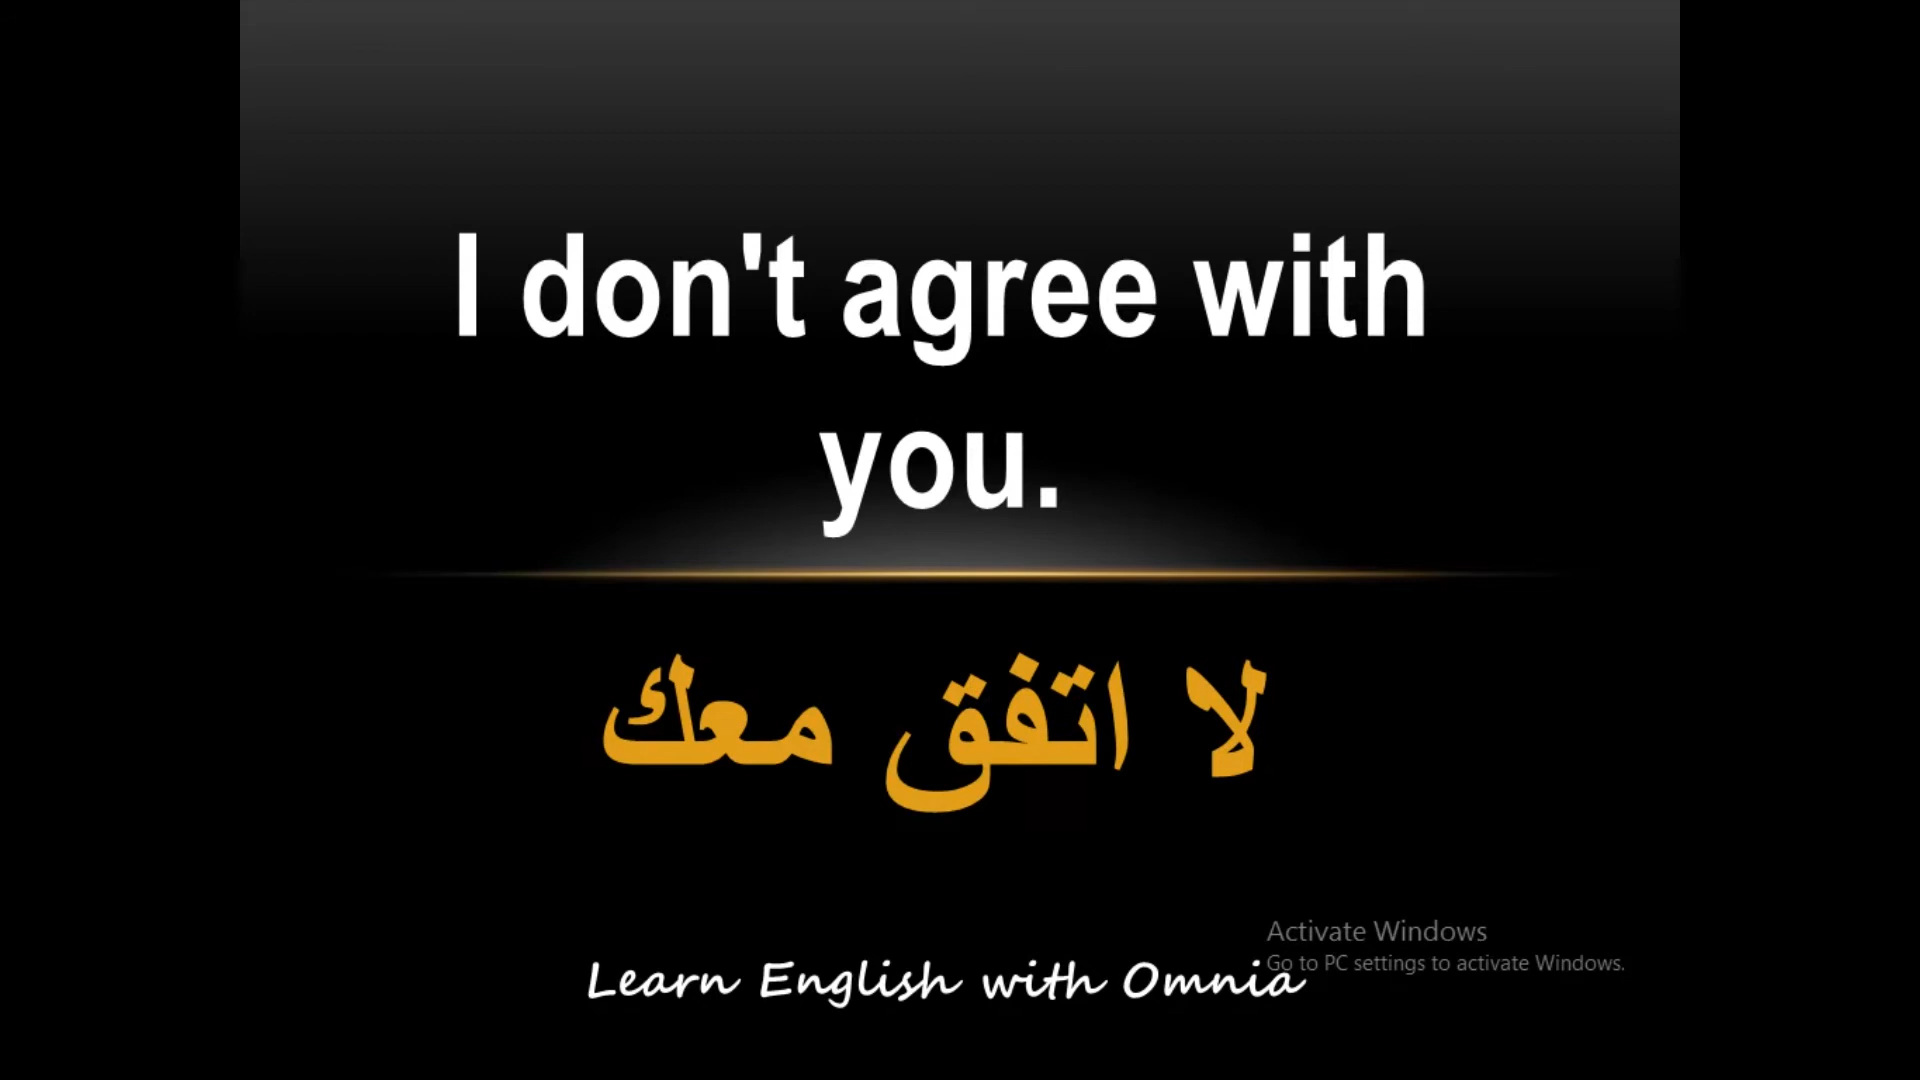 I don't agree with
you.
لا اتفق معك
Activate Windows
Go to PC settings to activate Windows.
Learn English with Omnia